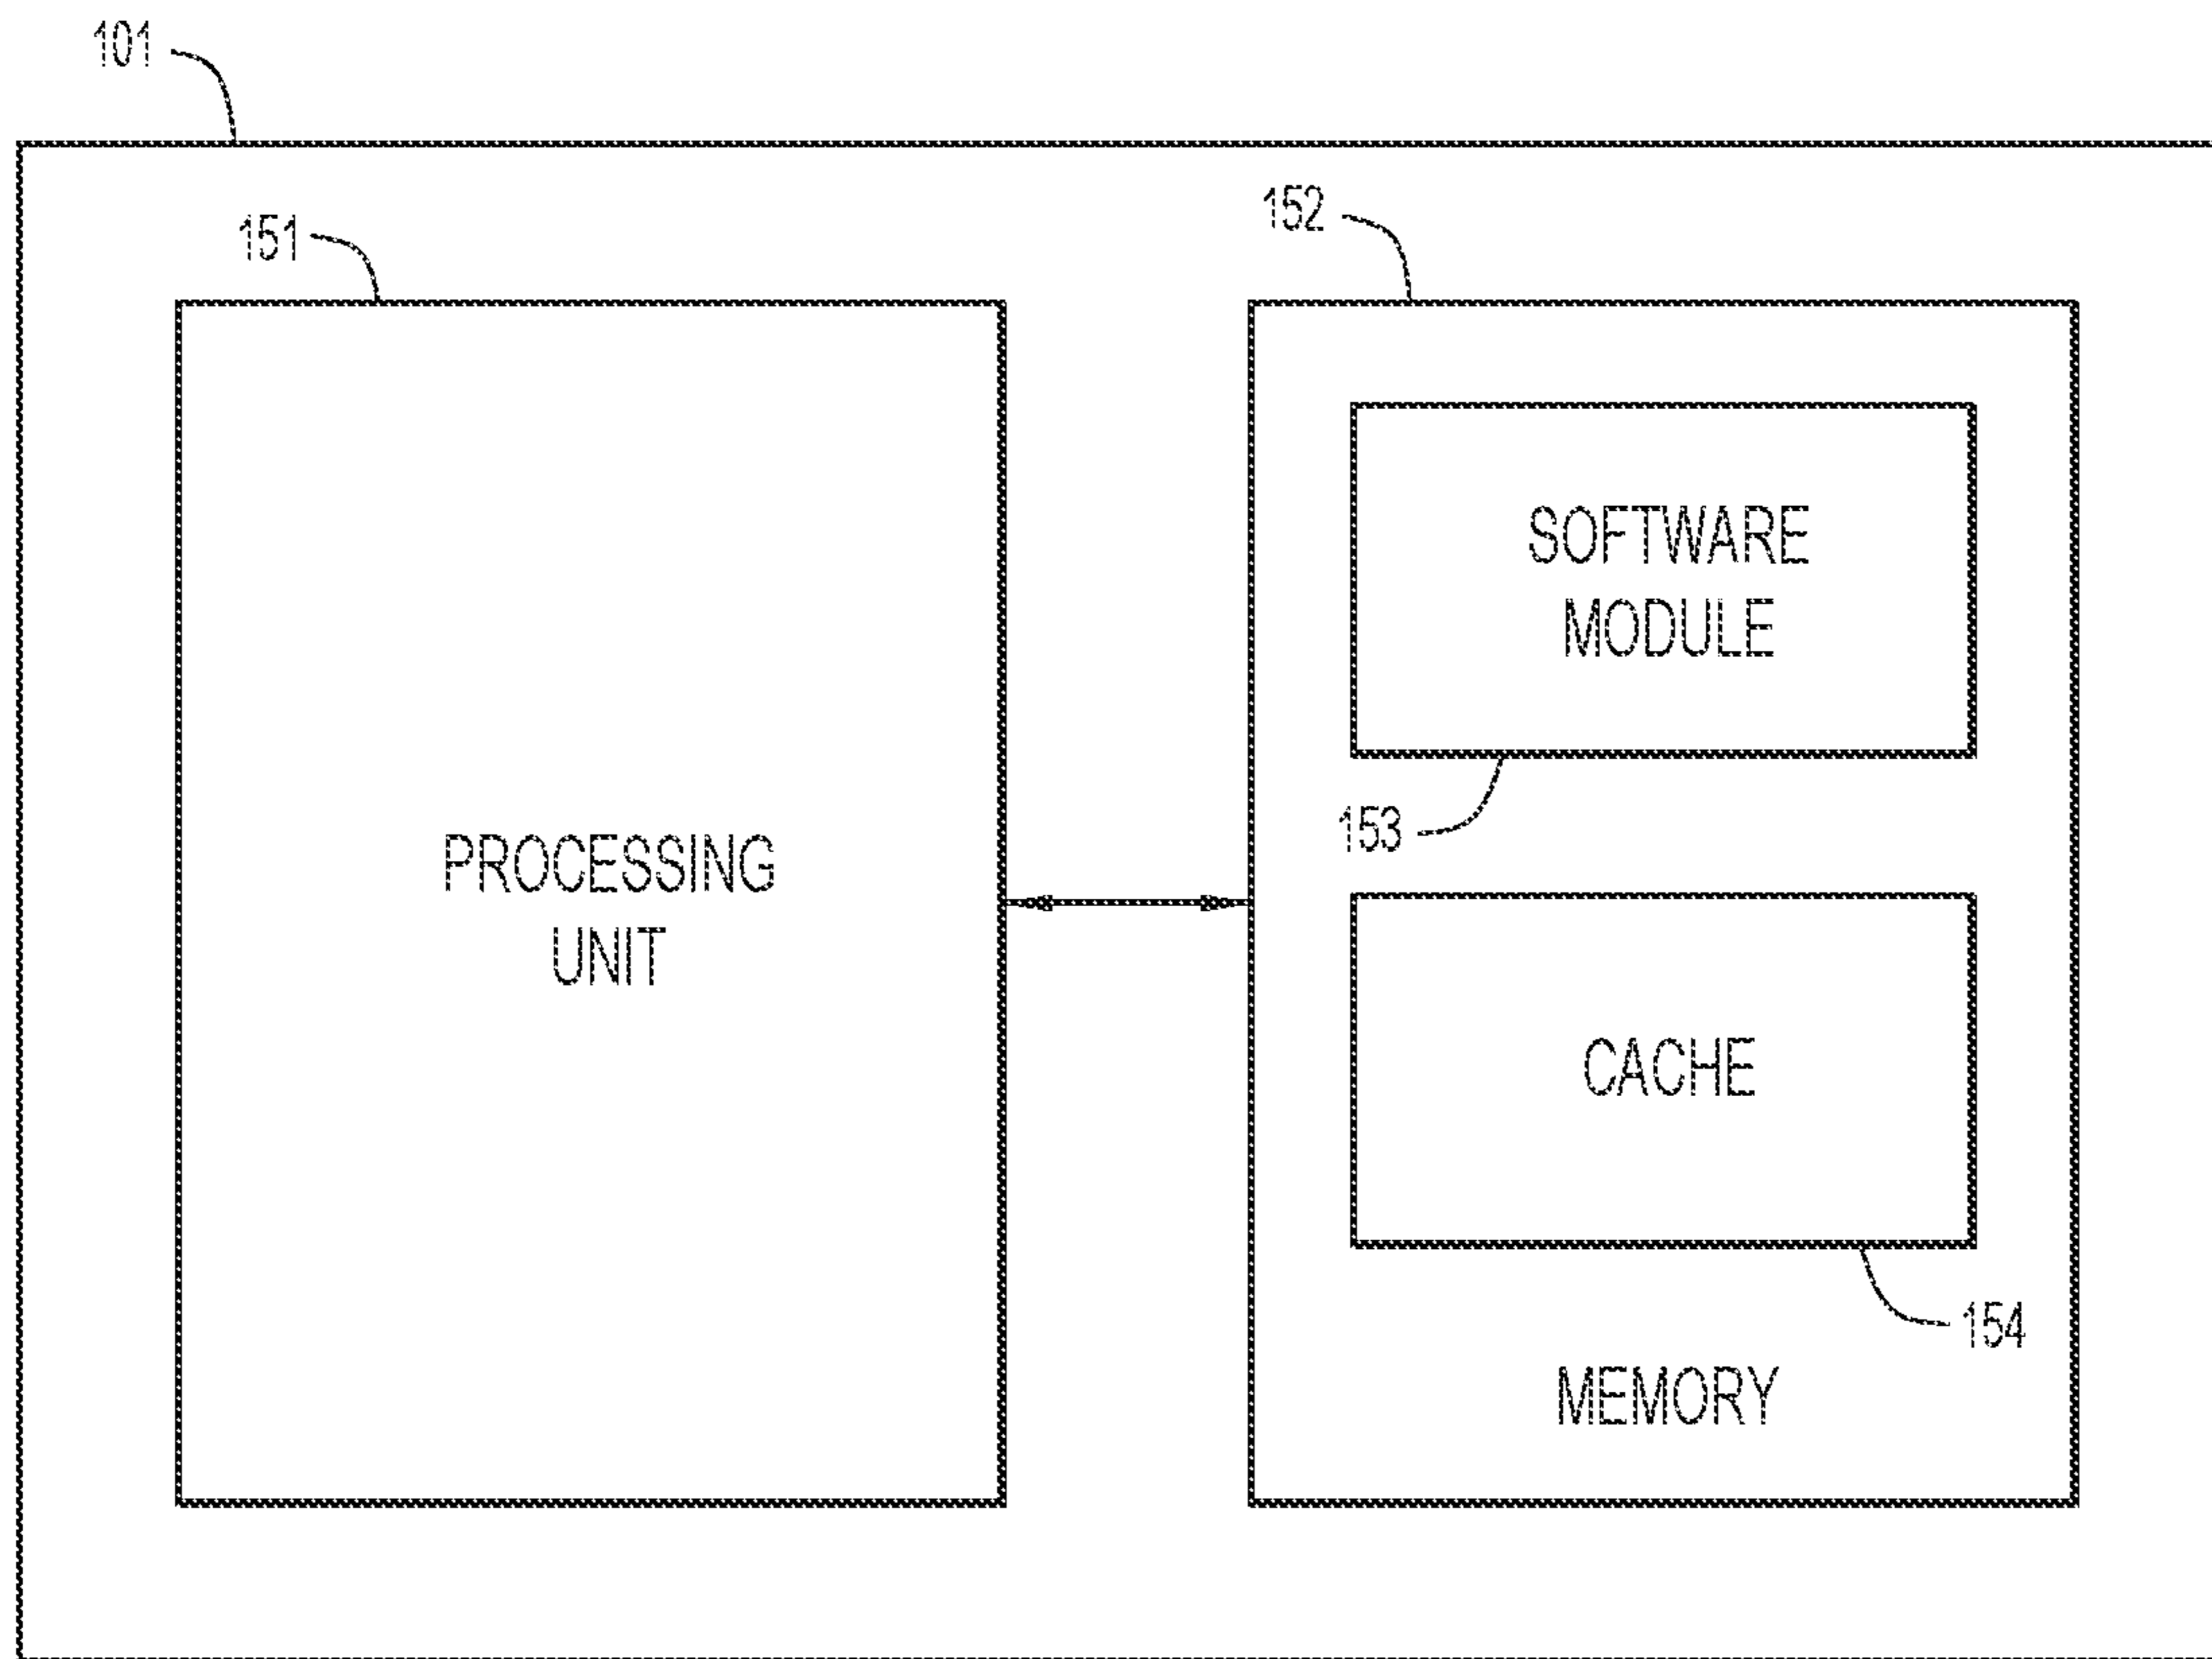 101
151
152
SOFTWARE
MODULE
153
PROCESSING
UNIT
CACHE
154
MEMORY